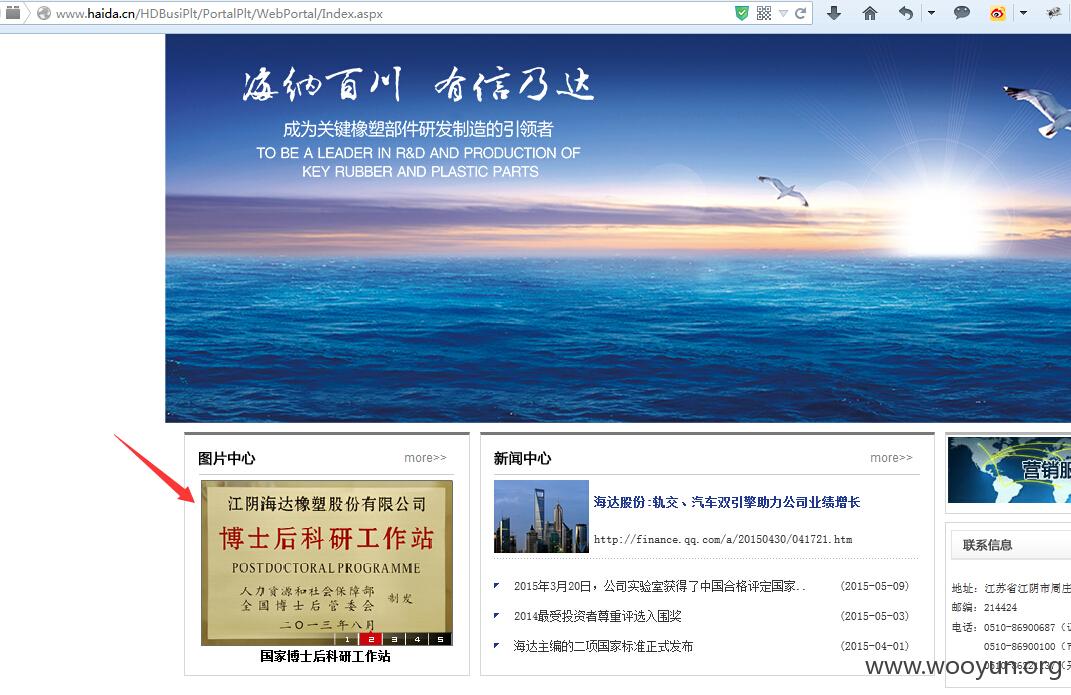 www.haida.cn/HDBusiPlt/PortalPlt/WebPortal/Index.aspx
海纳百川 有信乃达
成为关键橡塑部件研发制造的引领者
TO BE A LEADER IN R&D AND PRODUCTION OF
KEY RUBBER AND PLASTIC PARTS
图片中心
more>>
江阴海达橡塑股份有限公司
博士后科研工作站
POSTDOCTORAL PROGRAMME
人力资源和社会保障部
全国博士后管委会
制发
二〇一三年八月
1 2 3 4 5
国家博士后科研工作站
新闻中心
more>>
海达股份:轨交、汽车双引擎助力公司业绩增长
http://finance.qq.com/a/20150430/041721.htm
2015年3月20日，公司实验室获得了中国合格评定国家..
(2015-05-09)
2014最受投资者尊重评选入围奖
(2015-05-03)
海达主编的二项国家标准正式发布
(2015-04-01)
营销服
联系信息
地址: 江苏省江阴市周庄
邮编: 214424
电话: 0510-86900687
0510-86900100
www.wooyun.org